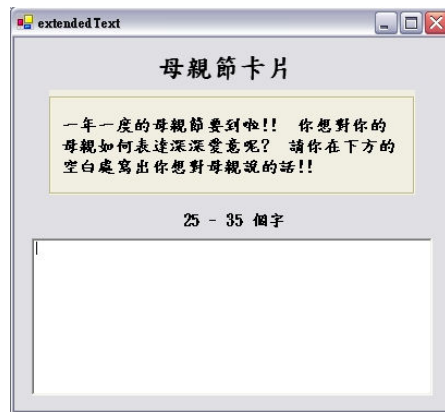 extendedText
母親節卡片
一年一度的母親節要到啦!! 你想對你的
母親如何表達深深愛意呢? 請你在下方的
空白處寫出你想對母親說的話!!
25 - 35 個字